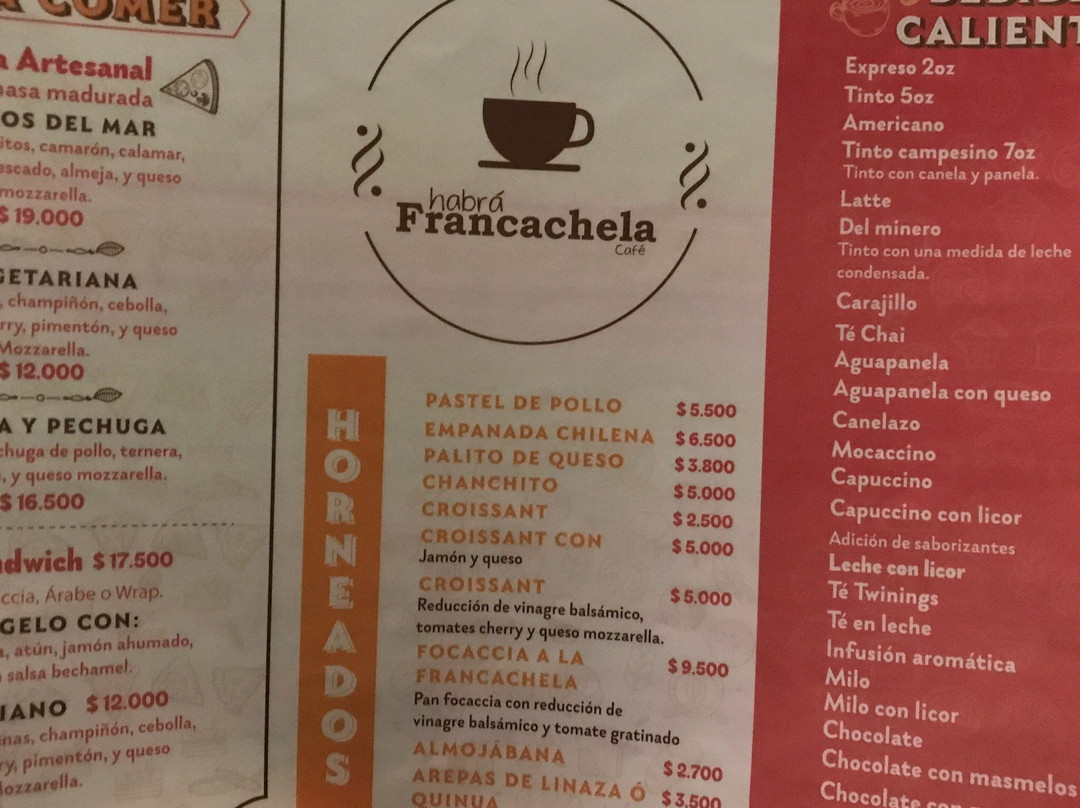 COMER
Artesanal
masa madurada
DEL MAR
camarón, calamar,
almeja, y queso
mozzarella.
$ 19.000
champiñón, cebolla,
pimentón, y queso
Mozzarella.
$ 12.000
Y PECHUGA
de pollo, ternera,
y queso mozzarella.
$ 16.500
$ 17.500
Árabe o Wrap.
CON:
atún, jamón ahumado,
salsa bechamel.
$ 12.000
champiñón, cebolla,
pimentón, y queso
habrá
Francachela
Café
HORNEADOS
PASTEL DE POLLO $ 5.500
EMPANADA CHILENA $ 6.500
PALITO DE QUESO $ 3.800
CHANCHITO $ 5.000
CROISSANT $ 2.500
CROISSANT CON $ 5.000
Jamón y queso
CROISSANT $ 5.000
Reducción de vinagre balsámico,
tomates cherry y queso mozzarella.
FOCACCIA A LA $ 9.500
FRANCACHELA
Pan focaccia con reducción de
vinagre balsámico y tomate gratinado
ALMOJÁBANA $ 2.700
AREPAS DE LINAZA Ó $ 3.500
QUINUA
Expreso 2oz
Tinto 5oz
Americano
Tinto campesino 7oz
Tinto con canela y panela.
Latte
Del minero
Tinto con una medida de leche
condensada.
Carajillo
Té Chai
Aguapanela
Aguapanela con queso
Canelazo
Mocaccino
Capuccino
Capuccino con licor
Adición de saborizantes
Leche con licor
Té Twinings
Té en leche
Infusión aromática
Milo
Milo con licor
Chocolate
Chocolate con masmelos
Chocolate